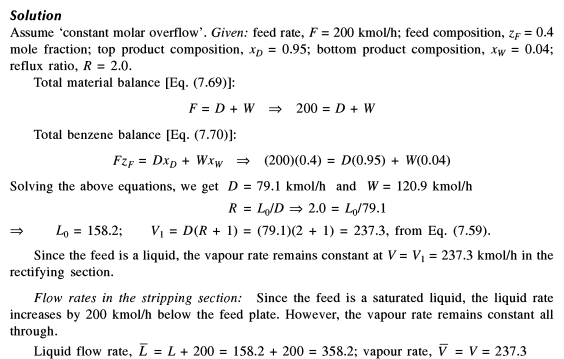 Solution
Assume ‘constant molar overflow’. Given: feed rate, F = 200 kmol/h; feed composition, z_F = 0.4
mole fraction; top product composition, x_D = 0.95; bottom product composition, x_W = 0.04;
reflux ratio, R = 2.0.
Total material balance [Eq. (7.69)]:
F = D + W ⇒ 200 = D + W
Total benzene balance [Eq. (7.70)]:
Fz_F = Dx_D + Wx_W ⇒ (200)(0.4) = D(0.95) + W(0.04)
Solving the above equations, we get D = 79.1 kmol/h and W = 120.9 kmol/h
R = L_0/D ⇒ 2.0 = L_0/79.1
⇒ L_0 = 158.2; V_1 = D(R + 1) = (79.1)(2 + 1) = 237.3, from Eq. (7.59).
Since the feed is a liquid, the vapour rate remains constant at V = V_1 = 237.3 kmol/h in the
rectifying section.
Flow rates in the stripping section: Since the feed is a saturated liquid, the liquid rate
increases by 200 kmol/h below the feed plate. However, the vapour rate remains constant all
through.
Liquid flow rate, L̅ = L + 200 = 158.2 + 200 = 358.2; vapour rate, V̅ = V = 237.3